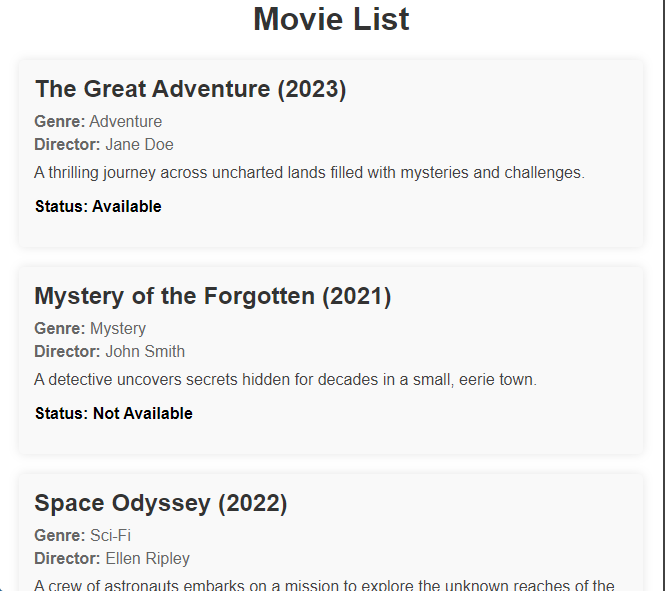 Movie List
The Great Adventure (2023)
Genre: Adventure
Director: Jane Doe
A thrilling journey across uncharted lands filled with mysteries and challenges.
Status: Available
Mystery of the Forgotten (2021)
Genre: Mystery
Director: John Smith
A detective uncovers secrets hidden for decades in a small, eerie town.
Status: Not Available
Space Odyssey (2022)
Genre: Sci-Fi
Director: Ellen Ripley
A crew of astronauts embarks on a mission to explore the unknown reaches of the